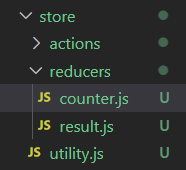 store
actions
reducers
JS counter.js U
JS result.js U
JS utility.js U